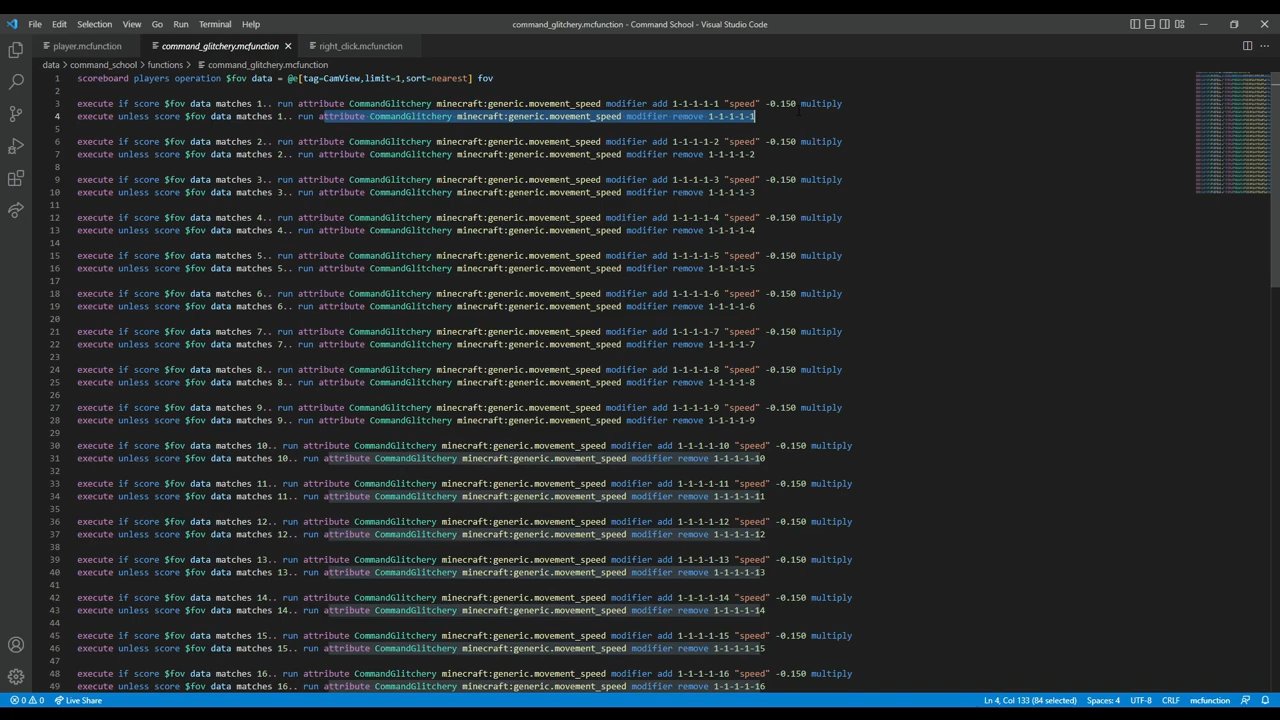 File Edit Selection View Go Run Terminal Help
command_glitchery.mcfunction - Command School - Visual Studio Code
player.mcfunction command_glitchery.mcfunction right_click.mcfunction
data > command_school > functions > command_glitchery.mcfunction
1 scoreboard players operation $fov data = @e[tag=CamView,limit=1,sort=nearest] fov
2
3 execute if score $fov data matches 1.. run attribute CommandGlitchery minecraft:generic.movement_speed modifier add 1-1-1-1-1 "speed" -0.150 multiply
4 execute unless score $fov data matches 1.. run attribute CommandGlitchery minecraft:generic.movement_speed modifier remove 1-1-1-1-1
5
6 execute if score $fov data matches 2.. run attribute CommandGlitchery minecraft:generic.movement_speed modifier add 1-1-1-1-2 "speed" -0.150 multiply
7 execute unless score $fov data matches 2.. run attribute CommandGlitchery minecraft:generic.movement_speed modifier remove 1-1-1-1-2
8
9 execute if score $fov data matches 3.. run attribute CommandGlitchery minecraft:generic.movement_speed modifier add 1-1-1-1-3 "speed" -0.150 multiply
10 execute unless score $fov data matches 3.. run attribute CommandGlitchery minecraft:generic.movement_speed modifier remove 1-1-1-1-3
11
12 execute if score $fov data matches 4.. run attribute CommandGlitchery minecraft:generic.movement_speed modifier add 1-1-1-1-4 "speed" -0.150 multiply
13 execute unless score $fov data matches 4.. run attribute CommandGlitchery minecraft:generic.movement_speed modifier remove 1-1-1-1-4
14
15 execute if score $fov data matches 5.. run attribute CommandGlitchery minecraft:generic.movement_speed modifier add 1-1-1-1-5 "speed" -0.150 multiply
16 execute unless score $fov data matches 5.. run attribute CommandGlitchery minecraft:generic.movement_speed modifier remove 1-1-1-1-5
17
18 execute if score $fov data matches 6.. run attribute CommandGlitchery minecraft:generic.movement_speed modifier add 1-1-1-1-6 "speed" -0.150 multiply
19 execute unless score $fov data matches 6.. run attribute CommandGlitchery minecraft:generic.movement_speed modifier remove 1-1-1-1-6
20
21 execute if score $fov data matches 7.. run attribute CommandGlitchery minecraft:generic.movement_speed modifier add 1-1-1-1-7 "speed" -0.150 multiply
22 execute unless score $fov data matches 7.. run attribute CommandGlitchery minecraft:generic.movement_speed modifier remove 1-1-1-1-7
23
24 execute if score $fov data matches 8.. run attribute CommandGlitchery minecraft:generic.movement_speed modifier add 1-1-1-1-8 "speed" -0.150 multiply
25 execute unless score $fov data matches 8.. run attribute CommandGlitchery minecraft:generic.movement_speed modifier remove 1-1-1-1-8
26
27 execute if score $fov data matches 9.. run attribute CommandGlitchery minecraft:generic.movement_speed modifier add 1-1-1-1-9 "speed" -0.150 multiply
28 execute unless score $fov data matches 9.. run attribute CommandGlitchery minecraft:generic.movement_speed modifier remove 1-1-1-1-9
29
30 execute if score $fov data matches 10.. run attribute CommandGlitchery minecraft:generic.movement_speed modifier add 1-1-1-1-10 "speed" -0.150 multiply
31 execute unless score $fov data matches 10.. run attribute CommandGlitchery minecraft:generic.movement_speed modifier remove 1-1-1-1-10
32
33 execute if score $fov data matches 11.. run attribute CommandGlitchery minecraft:generic.movement_speed modifier add 1-1-1-1-11 "speed" -0.150 multiply
34 execute unless score $fov data matches 11.. run attribute CommandGlitchery minecraft:generic.movement_speed modifier remove 1-1-1-1-11
35
36 execute if score $fov data matches 12.. run attribute CommandGlitchery minecraft:generic.movement_speed modifier add 1-1-1-1-12 "speed" -0.150 multiply
37 execute unless score $fov data matches 12.. run attribute CommandGlitchery minecraft:generic.movement_speed modifier remove 1-1-1-1-12
38
39 execute if score $fov data matches 13.. run attribute CommandGlitchery minecraft:generic.movement_speed modifier add 1-1-1-1-13 "speed" -0.150 multiply
40 execute unless score $fov data matches 13.. run attribute CommandGlitchery minecraft:generic.movement_speed modifier remove 1-1-1-1-13
41
42 execute if score $fov data matches 14.. run attribute CommandGlitchery minecraft:generic.movement_speed modifier add 1-1-1-1-14 "speed" -0.150 multiply
43 execute unless score $fov data matches 14.. run attribute CommandGlitchery minecraft:generic.movement_speed modifier remove 1-1-1-1-14
44
45 execute if score $fov data matches 15.. run attribute CommandGlitchery minecraft:generic.movement_speed modifier add 1-1-1-1-15 "speed" -0.150 multiply
46 execute unless score $fov data matches 15.. run attribute CommandGlitchery minecraft:generic.movement_speed modifier remove 1-1-1-1-15
47
48 execute if score $fov data matches 16.. run attribute CommandGlitchery minecraft:generic.movement_speed modifier add 1-1-1-1-16 "speed" -0.150 multiply
49 execute unless score $fov data matches 16.. run attribute CommandGlitchery minecraft:generic.movement_speed modifier remove 1-1-1-1-16
0 0 Live Share Ln 4, Col 133 (84 selected) Spaces: 4 UTF-8 CRLF mcfunction